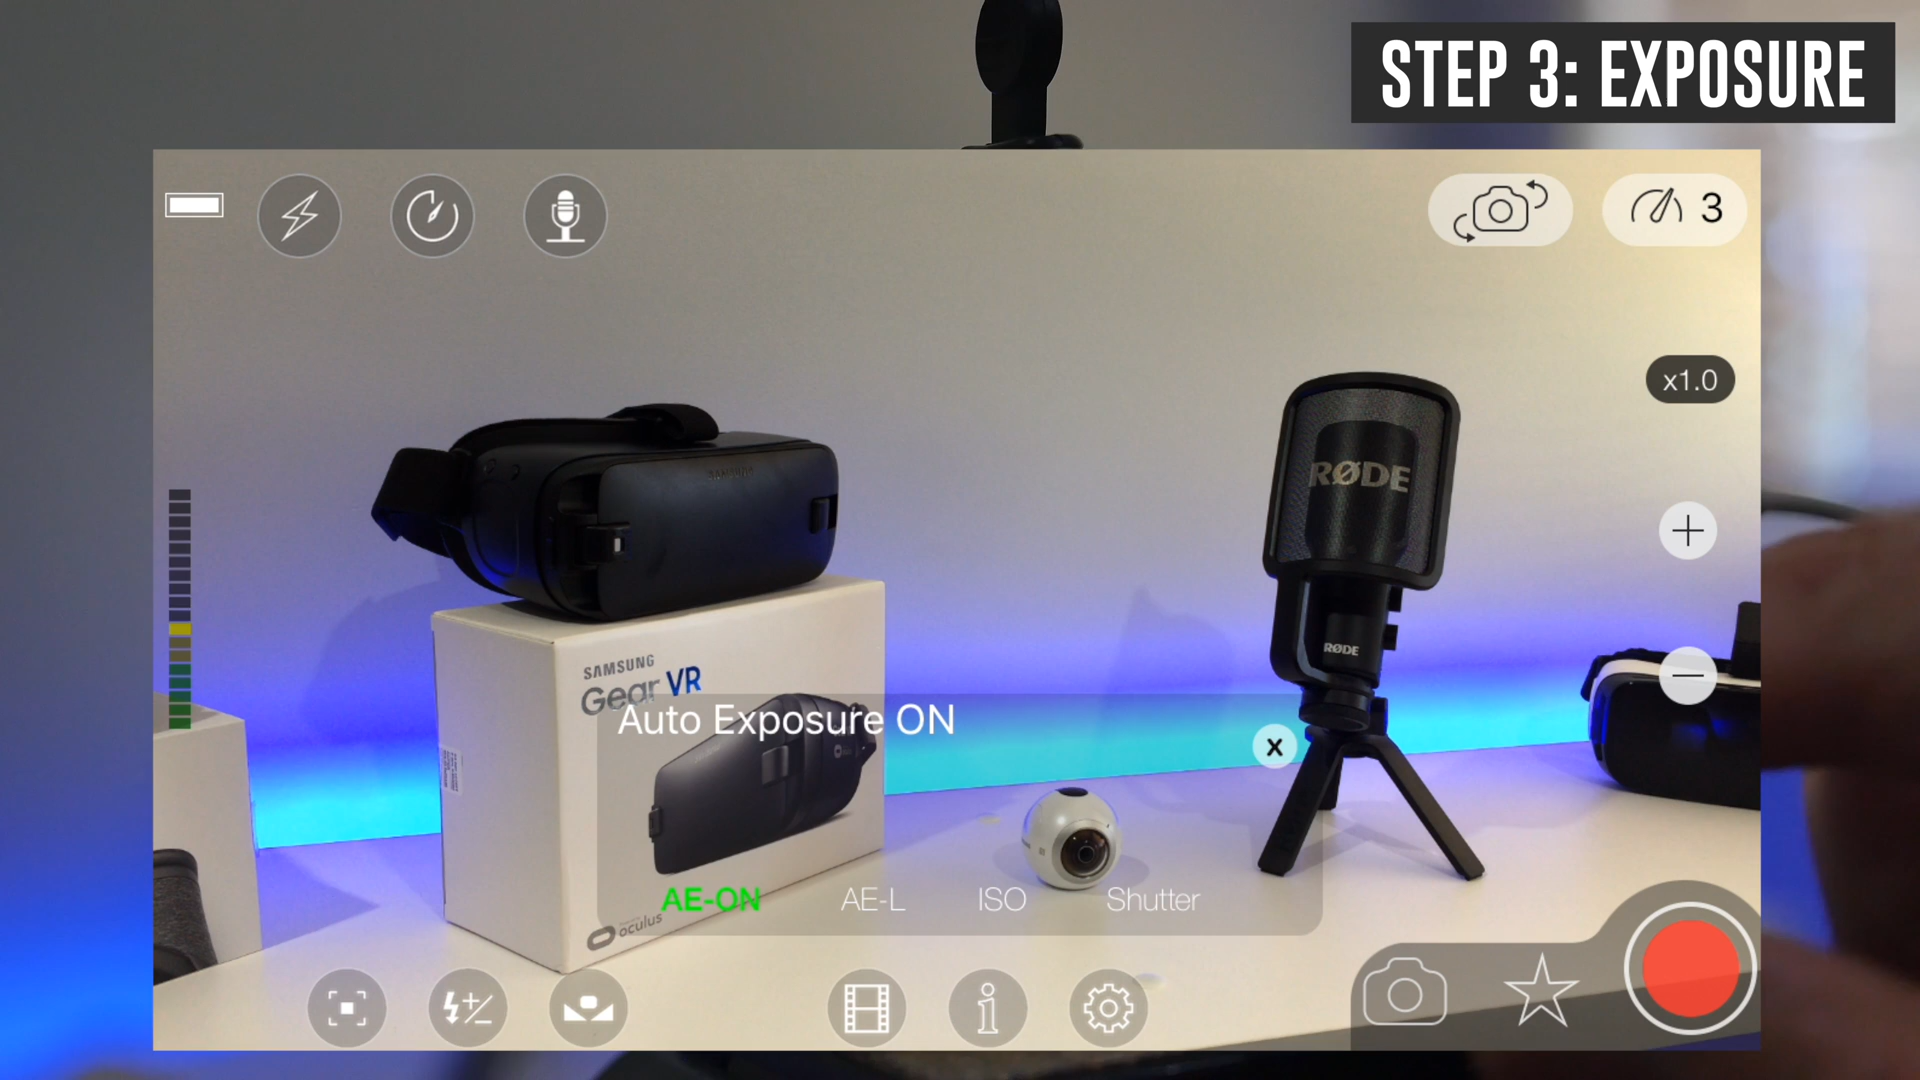 STEP 3: EXPOSURE
3
x1.0
SAMSUNG
RØDE
RØDE
SAMSUNG
Gear VR
Auto Exposure ON
x
AE-ON
AE-L
ISO
Shutter
oculus